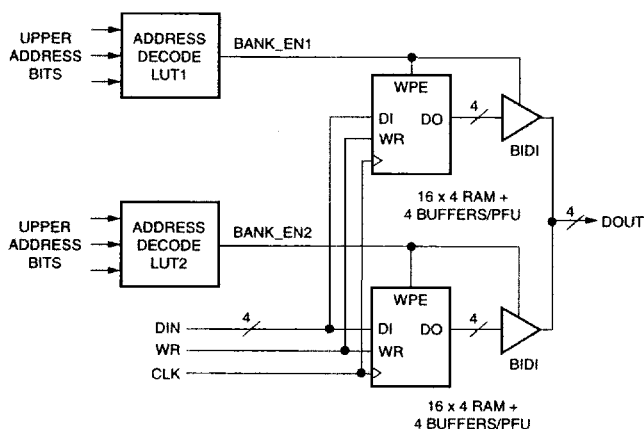 UPPER
ADDRESS
BITS
ADDRESS
DECODE
LUT1
BANK_EN1
WPE
DI
DO
WR
4
BIDI
16 x 4 RAM +
4 BUFFERS/PFU
4
DOUT
UPPER
ADDRESS
BITS
ADDRESS
DECODE
LUT2
BANK_EN2
WPE
DIN
4
DI
DO
4
WR
WR
CLK
BIDI
16 x 4 RAM +
4 BUFFERS/PFU